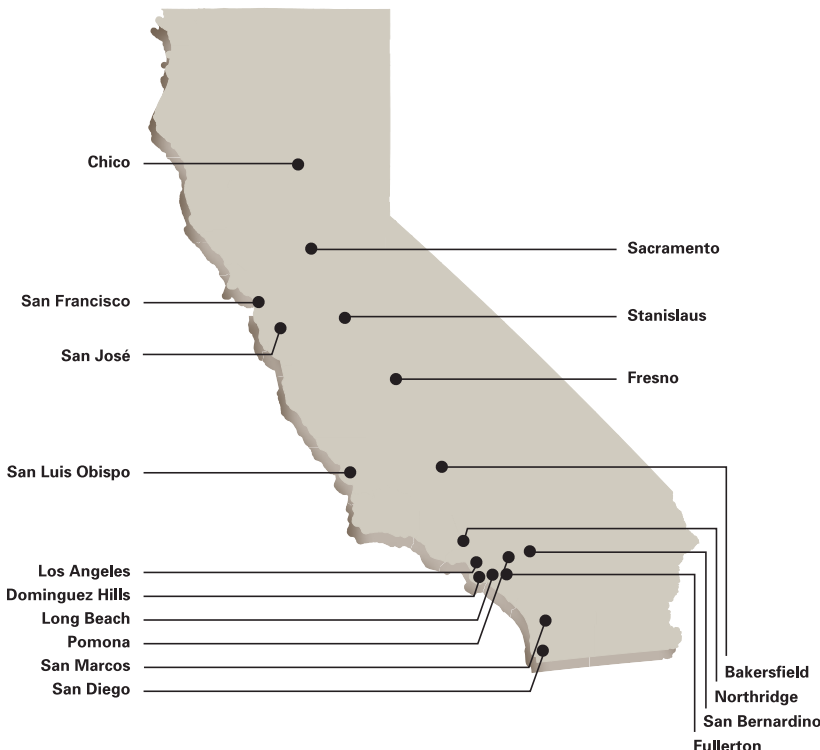 Chico
Sacramento
San Francisco
Stanislaus
San José
Fresno
San Luis Obispo
Los Angeles
Dominguez Hills
Long Beach
Pomona
San Marcos
San Diego
Bakersfield
Northridge
San Bernardino
Fullerton